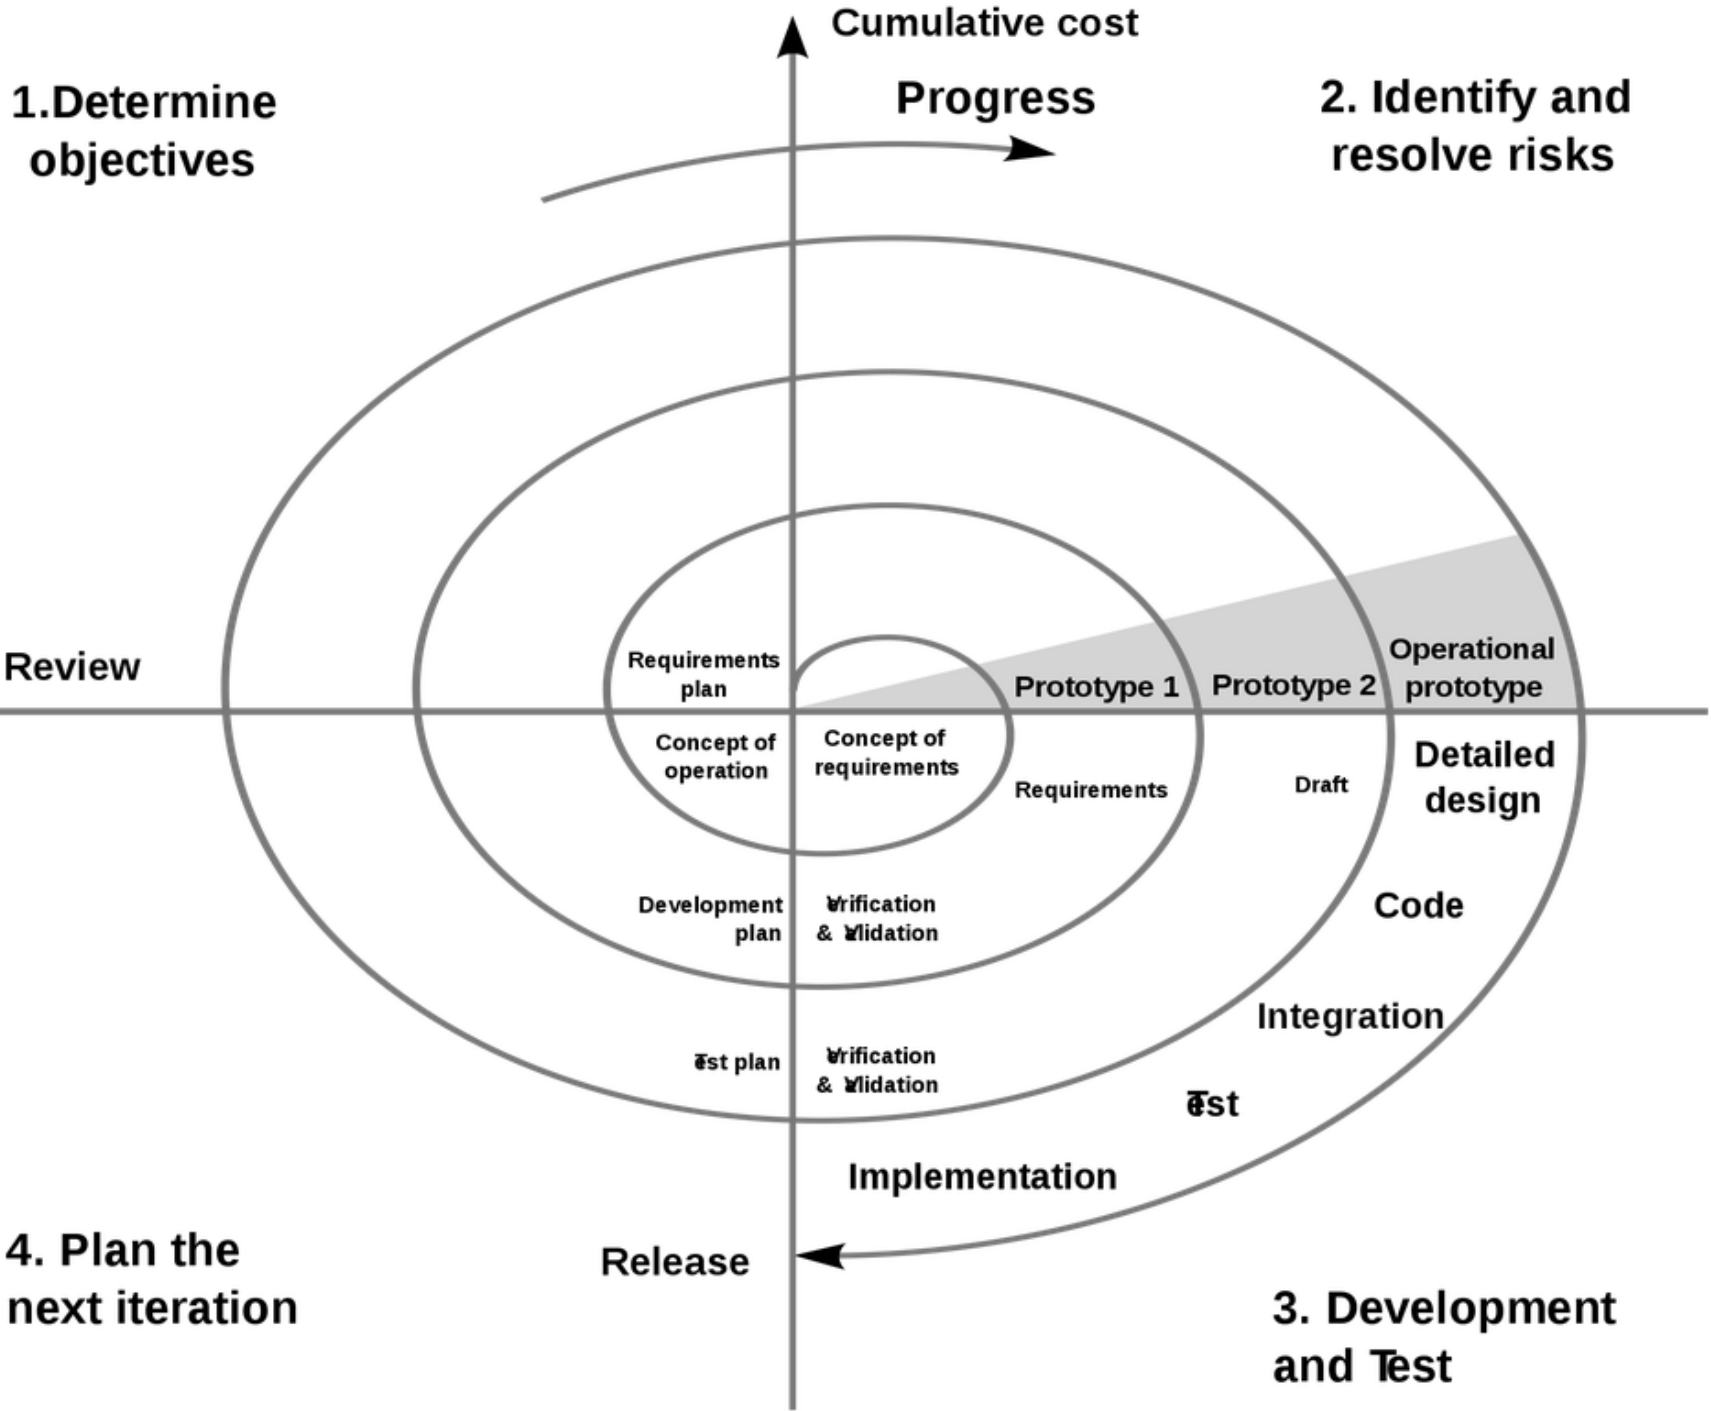 Cumulative cost
Progress
1.Determine
objectives
2. Identify and
resolve risks
Review
Requirements
plan
Prototype 1
Prototype 2
Operational
prototype
Concept of
operation
Concept of
requirements
Requirements
Draft
Detailed
design
Code
Development
plan
Verification
& Validation
Integration
Test plan
Verification
& Validation
Test
Implementation
Release
4. Plan the
next iteration
3. Development
and Test